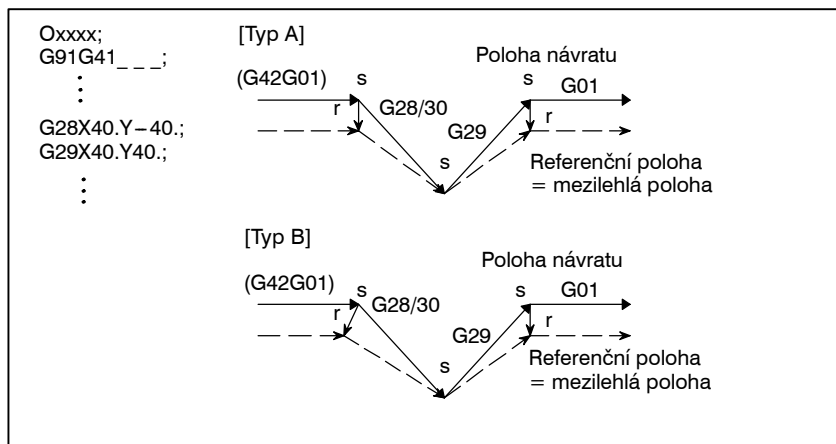 Oxxxx;
G91G41_ _ _;
G28X40.Y−40.;
G29X40.Y40.;
[Typ A]
Poloha návratu
(G42G01)
s
s
G01
r
G28/30
r
G29
s
Referenční poloha
= mezilehlá poloha
[Typ B]
Poloha návratu
(G42G01)
s
s
G01
r
G28/30
r
G29
s
Referenční poloha
= mezilehlá poloha